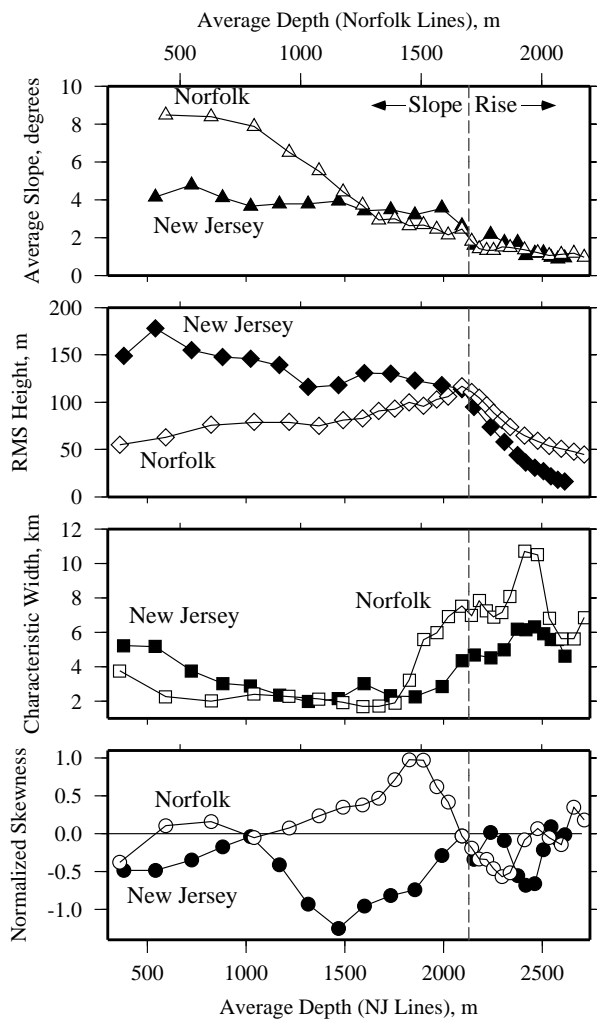 Average Depth (Norfolk Lines), m
500 1000 1500 2000
10
8
6
4
2
0
Average Slope, degrees
Norfolk
New Jersey
Slope Rise
200
150
100
50
0
RMS Height, m
New Jersey
Norfolk
12
10
8
6
4
2
Characteristic Width, km
New Jersey
Norfolk
1.0
0.5
0.0
-0.5
-1.0
Normalized Skewness
Norfolk
New Jersey
500 1000 1500 2000 2500
Average Depth (NJ Lines), m